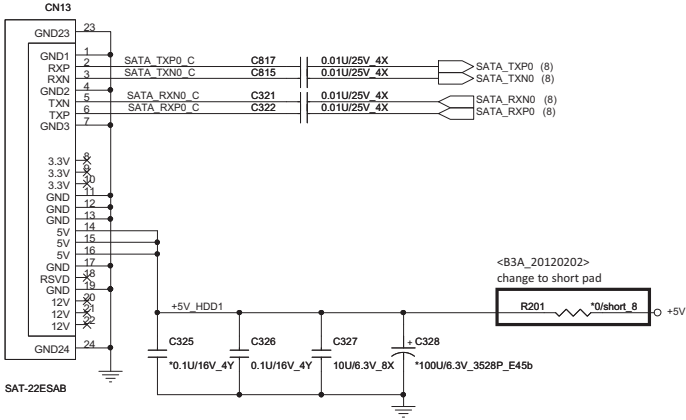 CN13
GND23 23
GND1 1
RXP 2 SATA_TXP0_C C817 0.01U/25V_4X SATA_TXP0 (8)
RXN 3 SATA_TXN0_C C815 0.01U/25V_4X SATA_TXN0 (8)
GND2 4
TXN 5 SATA_RXN0_C C321 0.01U/25V_4X SATA_RXN0 (8)
TXP 6 SATA_RXP0_C C322 0.01U/25V_4X SATA_RXP0 (8)
GND3 7
3.3V 8
3.3V 9
3.3V 10
GND 11
GND 12
GND 13
5V 14
5V 15
5V 16
GND 17
RSVD 18
GND 19
12V 20
12V 21
12V 22
GND24 24
SAT-22ESAB
<B3A_20120202>
change to short pad
R201 *0/short_8 +5V
+5V_HDD1
C325 C326 C327 + C328
*0.1U/16V_4Y 0.1U/16V_4Y 10U/6.3V_8X *100U/6.3V_3528P_E45b